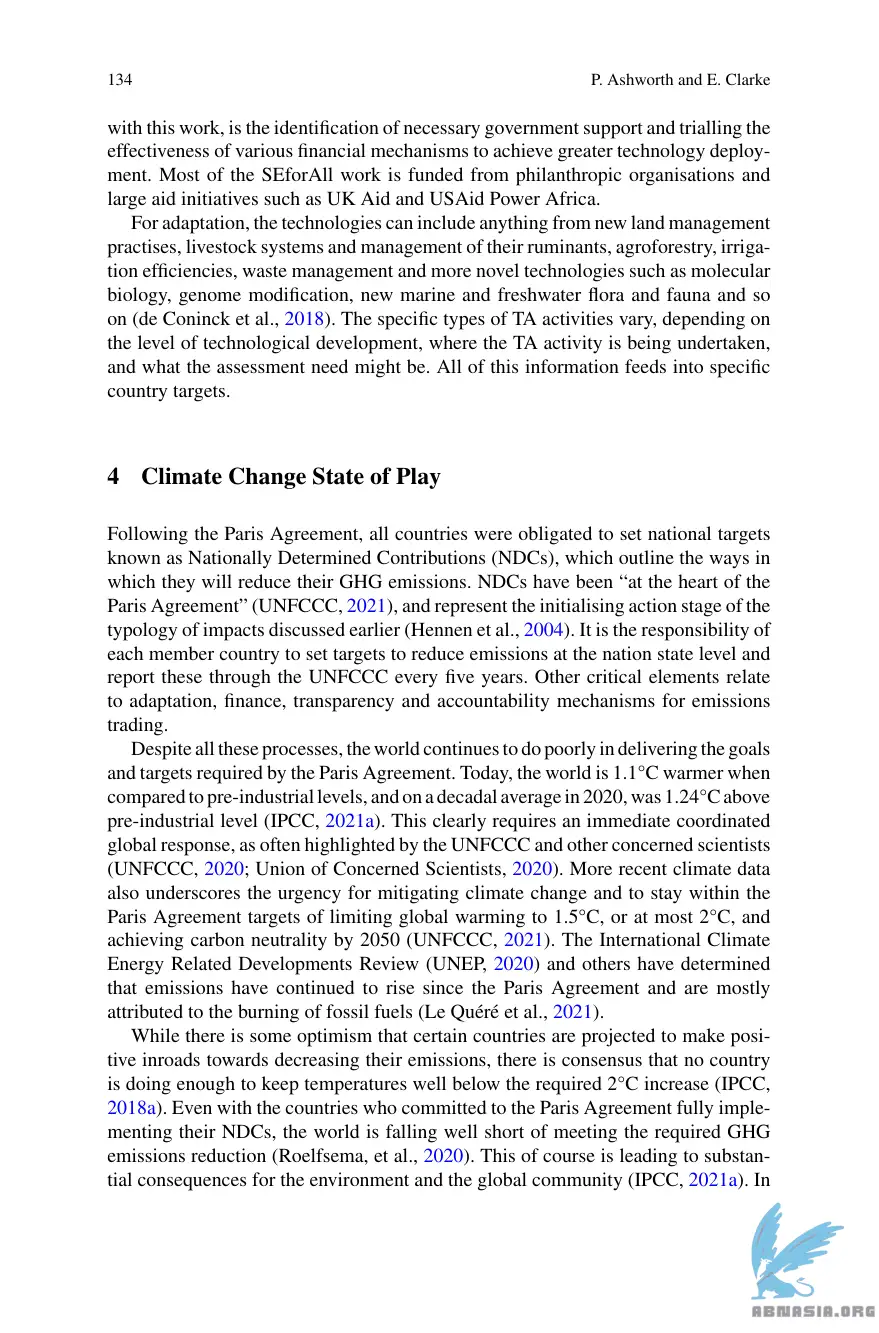 134
P. Ashworth and E. Clarke
with this work, is the identification of necessary government support and trialling the
effectiveness of various financial mechanisms to achieve greater technology deploy-
ment. Most of the SEforAll work is funded from philanthropic organisations and
large aid initiatives such as UK Aid and USAid Power Africa.
For adaptation, the technologies can include anything from new land management
practises, livestock systems and management of their ruminants, agroforestry, irriga-
tion efficiencies, waste management and more novel technologies such as molecular
biology, genome modification, new marine and freshwater flora and fauna and so
on (de Coninck et al., 2018). The specific types of TA activities vary, depending on
the level of technological development, where the TA activity is being undertaken,
and what the assessment need might be. All of this information feeds into specific
country targets.
4 Climate Change State of Play
Following the Paris Agreement, all countries were obligated to set national targets
known as Nationally Determined Contributions (NDCs), which outline the ways in
which they will reduce their GHG emissions. NDCs have been “at the heart of the
Paris Agreement” (UNFCCC, 2021), and represent the initialising action stage of the
typology of impacts discussed earlier (Hennen et al., 2004). It is the responsibility of
each member country to set targets to reduce emissions at the nation state level and
report these through the UNFCCC every five years. Other critical elements relate
to adaptation, finance, transparency and accountability mechanisms for emissions
trading.
Despite all these processes, the world continues to do poorly in delivering the goals
and targets required by the Paris Agreement. Today, the world is 1.1°C warmer when
compared to pre-industrial levels, and on a decadal average in 2020, was 1.24°C above
pre-industrial level (IPCC, 2021a). This clearly requires an immediate coordinated
global response, as often highlighted by the UNFCCC and other concerned scientists
(UNFCCC, 2020; Union of Concerned Scientists, 2020). More recent climate data
also underscores the urgency for mitigating climate change and to stay within the
Paris Agreement targets of limiting global warming to 1.5°C, or at most 2°C, and
achieving carbon neutrality by 2050 (UNFCCC, 2021). The International Climate
Energy Related Developments Review (UNEP, 2020) and others have determined
that emissions have continued to rise since the Paris Agreement and are mostly
attributed to the burning of fossil fuels (Le Quéré et al., 2021).
While there is some optimism that certain countries are projected to make posi-
tive inroads towards decreasing their emissions, there is consensus that no country
is doing enough to keep temperatures well below the required 2°C increase (IPCC,
2018a). Even with the countries who committed to the Paris Agreement fully imple-
menting their NDCs, the world is falling well short of meeting the required GHG
emissions reduction (Roelfsema, et al., 2020). This of course is leading to substan-
tial consequences for the environment and the global community (IPCC, 2021a). In
ABNASIA.ORG